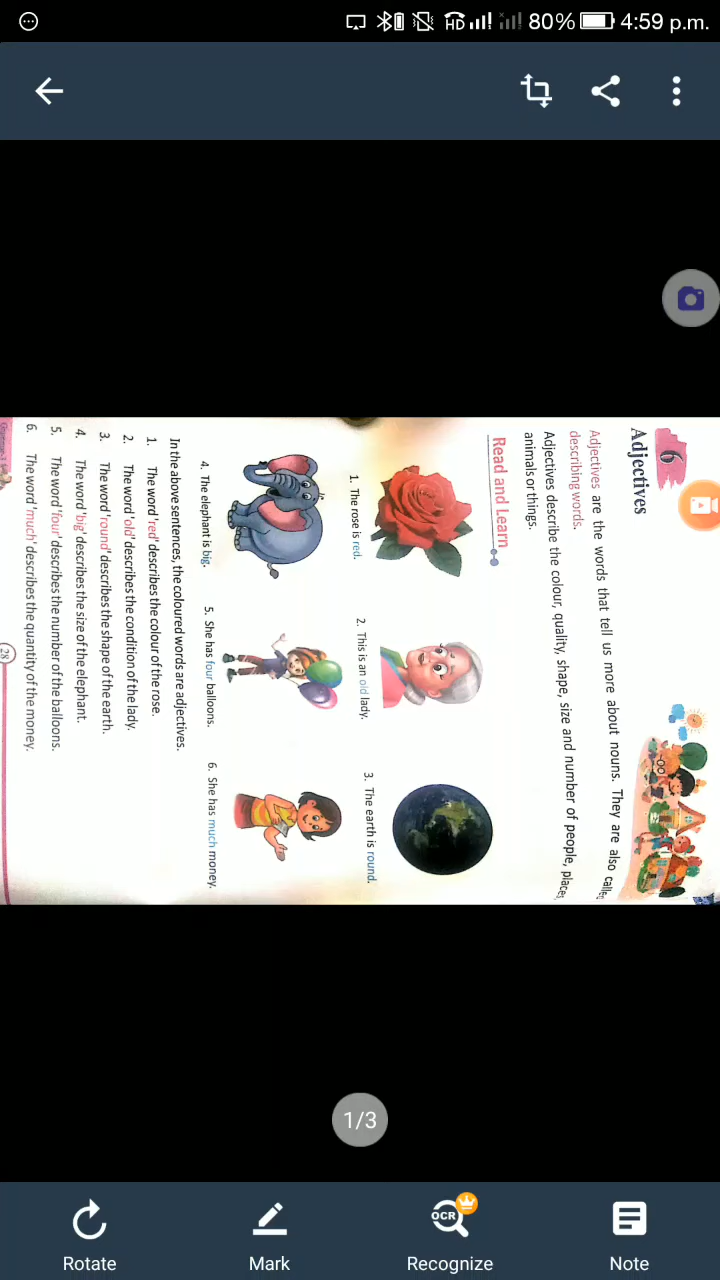 HD 80% 4:59 p.m.
6
Adjectives
Adjectives are the words that tell us more about nouns. They are also called
describing words.
Adjectives describe the colour, quality, shape, size and number of people, places,
animals or things.
Read and Learn
1. The rose is red.
2. This is an old lady.
3. The earth is round.
4. The elephant is big.
5. She has four balloons.
6. She has much money.
In the above sentences, the coloured words are adjectives.
1. The word 'red' describes the colour of the rose.
2. The word 'old' describes the condition of the lady.
3. The word 'round' describes the shape of the earth.
4. The word 'big' describes the size of the elephant.
5. The word 'four' describes the number of the balloons.
6. The word 'much' describes the quantity of the money.
28
1/3
OCR
Rotate Mark Recognize Note